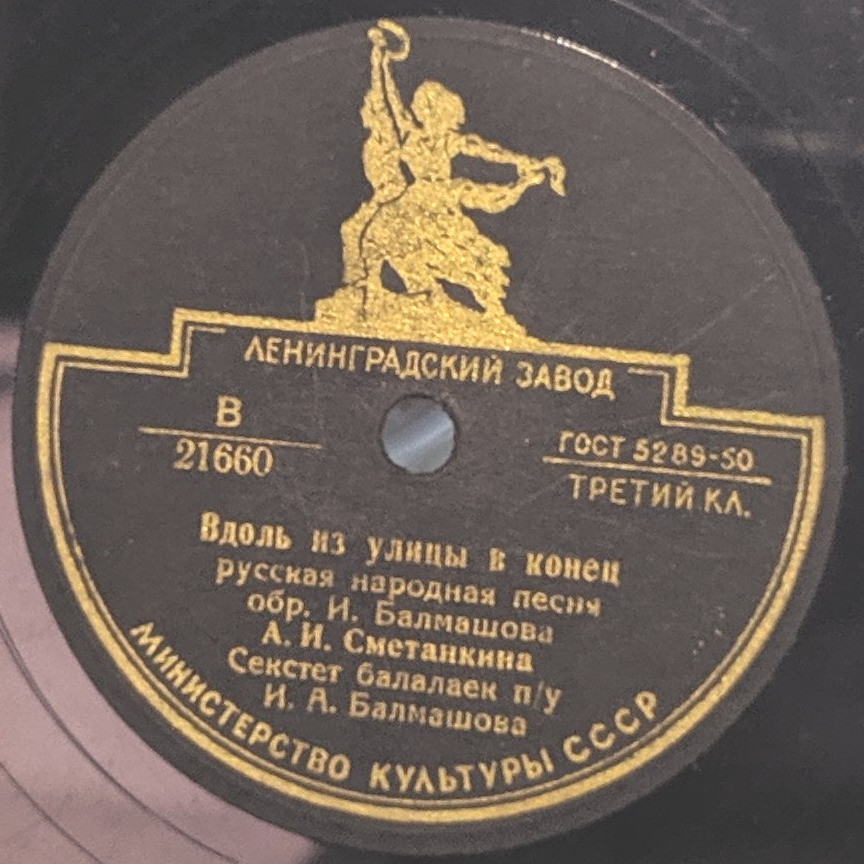 ЛЕНИНГРАДСКИЙ ЗАВОД
В
21660
ГОСТ 5289-50
ТРЕТИЙ КЛ.
Вдоль из улицы в конец
русская народная песня
обр. И. Балмашова
А. И. Сметанкина
Секстет балалаек п/у
И. А. Балмашова
МИНИСТЕРСТВО КУЛЬТУРЫ СССР